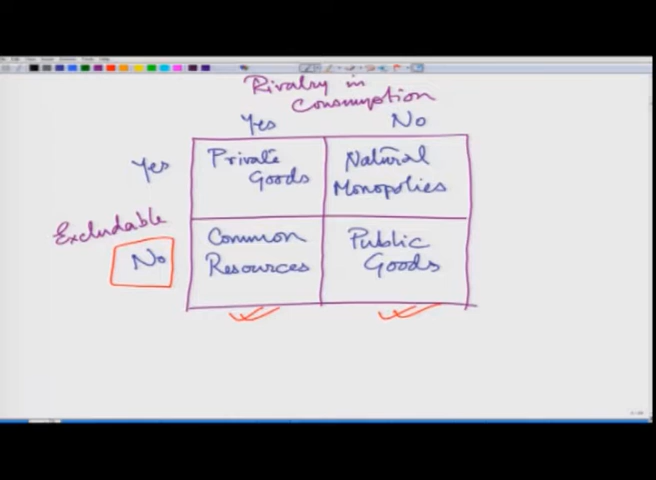 Rivalry in
Consumption
Yes
No
Yes
Private
Goods
Natural
Monopolies
Excludable
No
Common
Resources
Public
Goods